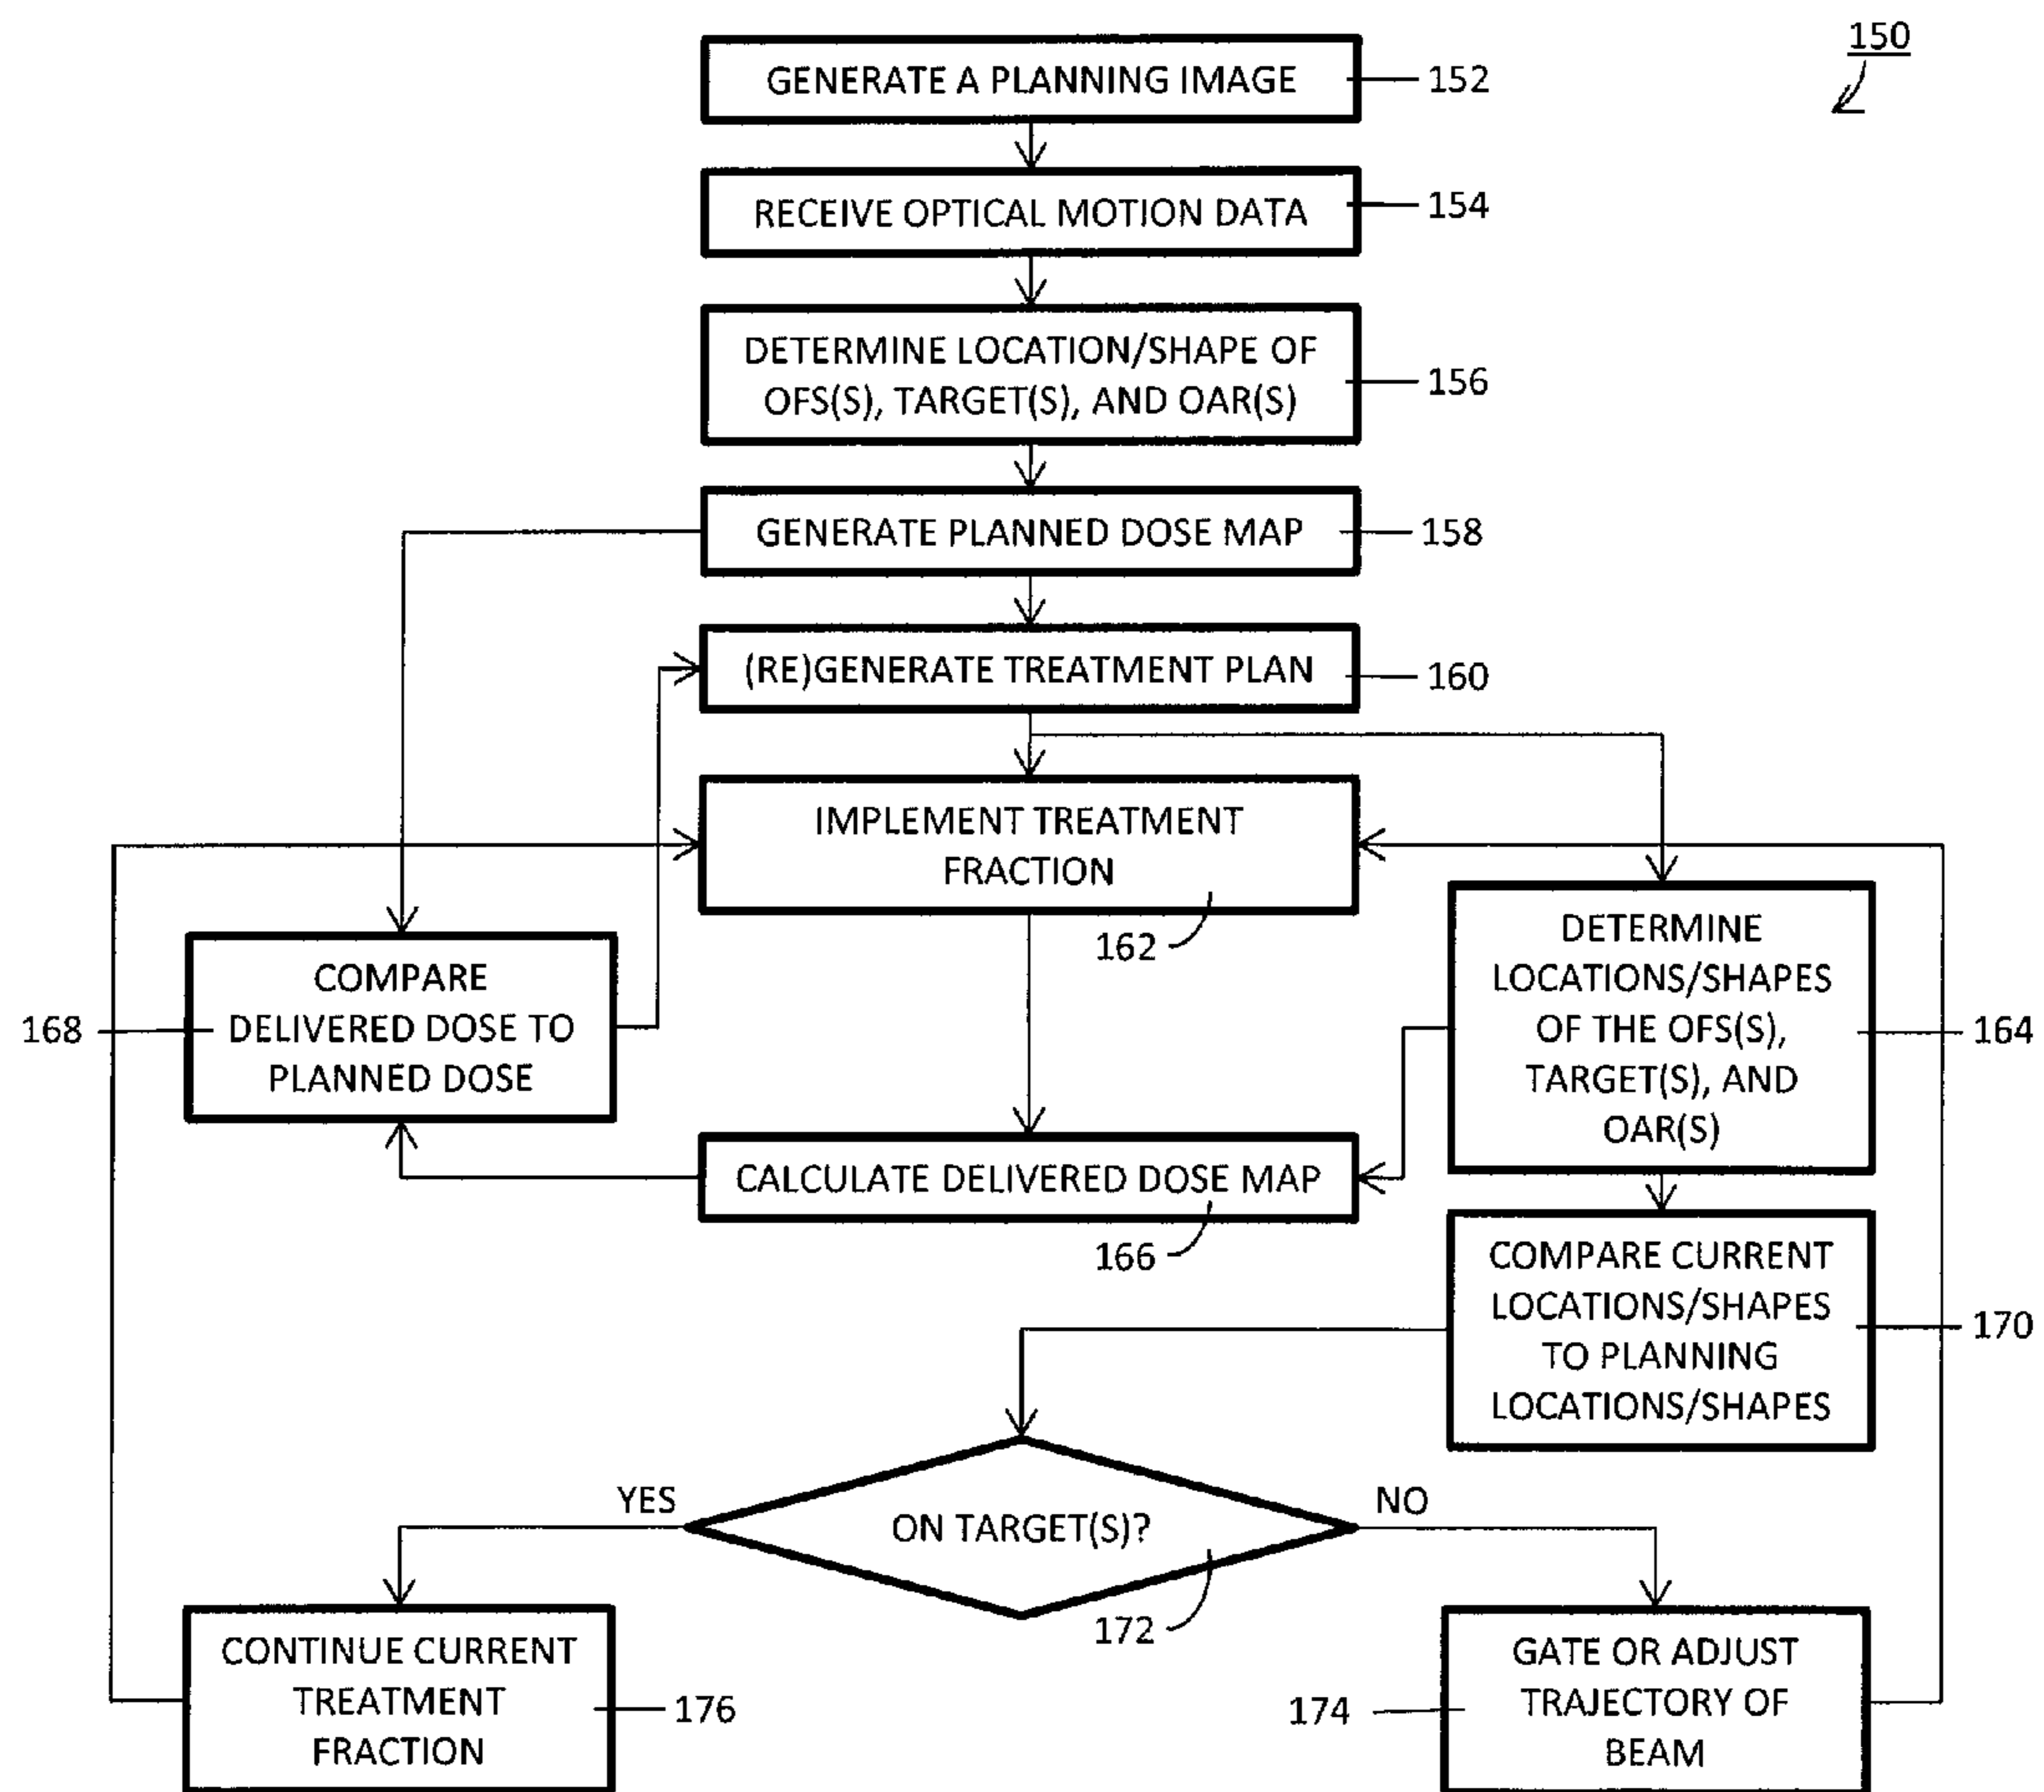 150
GENERATE A PLANNING IMAGE
152
RECEIVE OPTICAL MOTION DATA
154
DETERMINE LOCATION/SHAPE OF
OFS(S), TARGET(S), AND OAR(S)
156
GENERATE PLANNED DOSE MAP
158
(RE)GENERATE TREATMENT PLAN
160
IMPLEMENT TREATMENT
FRACTION
162
DETERMINE
LOCATIONS/SHAPES
OF THE OFS(S),
TARGET(S), AND
OAR(S)
164
COMPARE
DELIVERED DOSE TO
PLANNED DOSE
168
CALCULATE DELIVERED DOSE MAP
166
COMPARE CURRENT
LOCATIONS/SHAPES
TO PLANNING
LOCATIONS/SHAPES
170
YES
ON TARGET(S)?
NO
172
CONTINUE CURRENT
TREATMENT
FRACTION
176
GATE OR ADJUST
TRAJECTORY OF
BEAM
174